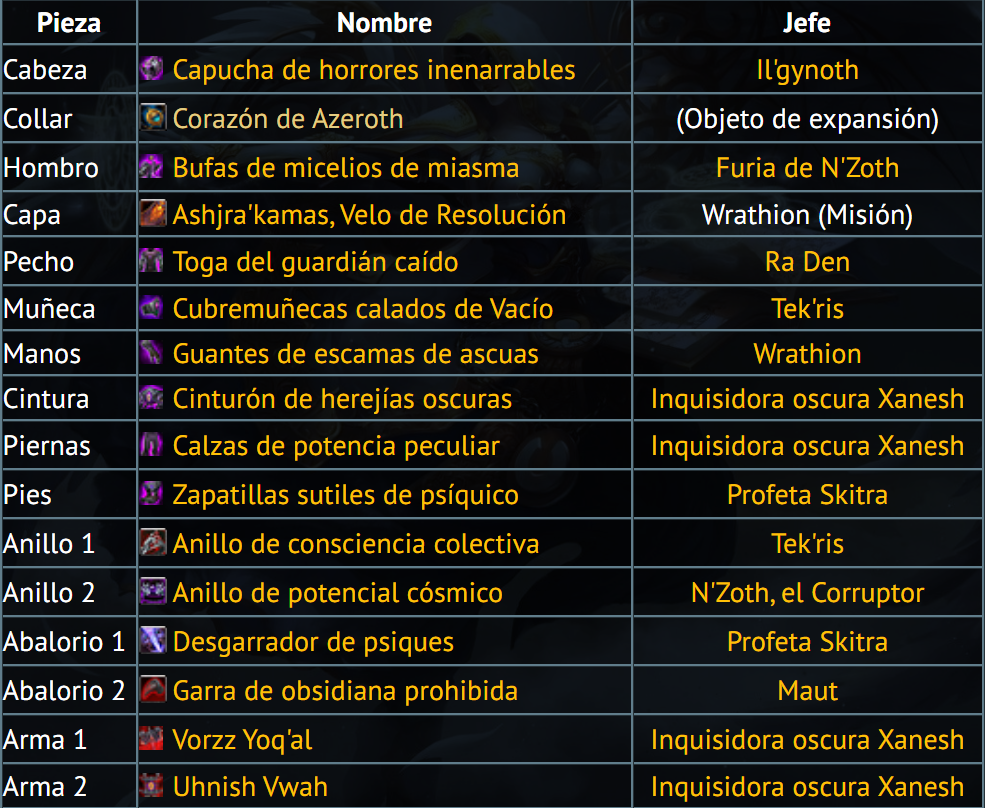 Pieza Nombre Jefe
Cabeza Capucha de horrores inenarrables Il'gynoth
Collar Corazón de Azeroth (Objeto de expansión)
Hombro Bufas de micelios de miasma Furia de N'Zoth
Capa Ashjra'kamas, Velo de Resolución Wrathion (Misión)
Pecho Toga del guardián caído Ra Den
Muñeca Cubremuñecas calados de Vacío Tek'ris
Manos Guantes de escamas de ascuas Wrathion
Cintura Cinturón de herejías oscuras Inquisidora oscura Xanesh
Piernas Calzas de potencia peculiar Inquisidora oscura Xanesh
Pies Zapatillas sutiles de psíquico Profeta Skitra
Anillo 1 Anillo de consciencia colectiva Tek'ris
Anillo 2 Anillo de potencial cósmico N'Zoth, el Corruptor
Abalorio 1 Desgarrador de psiques Profeta Skitra
Abalorio 2 Garra de obsidiana prohibida Maut
Arma 1 Vorzz Yoq'al Inquisidora oscura Xanesh
Arma 2 Uhnish Vwah Inquisidora oscura Xanesh